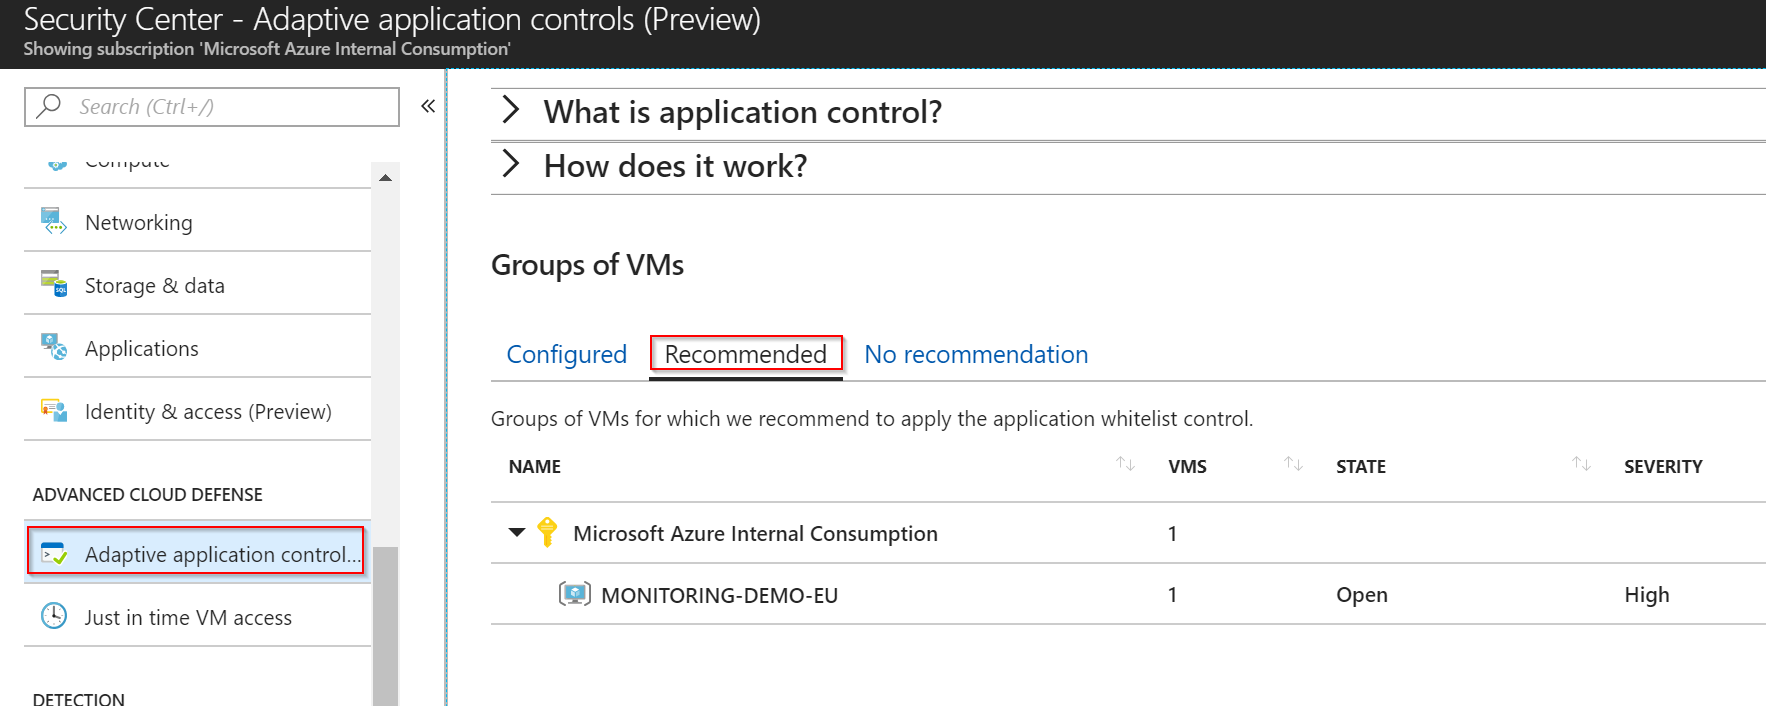 Security Center - Adaptive application controls (Preview)
Showing subscription 'Microsoft Azure Internal Consumption'
Search (Ctrl+/)
Compute
Networking
Storage & data
Applications
Identity & access (Preview)
ADVANCED CLOUD DEFENSE
Adaptive application control...
Just in time VM access
DETECTION
What is application control?
How does it work?
Groups of VMs
Configured Recommended No recommendation
Groups of VMs for which we recommend to apply the application whitelist control.
NAME VMS STATE SEVERITY
Microsoft Azure Internal Consumption 1
MONITORING-DEMO-EU 1 Open High